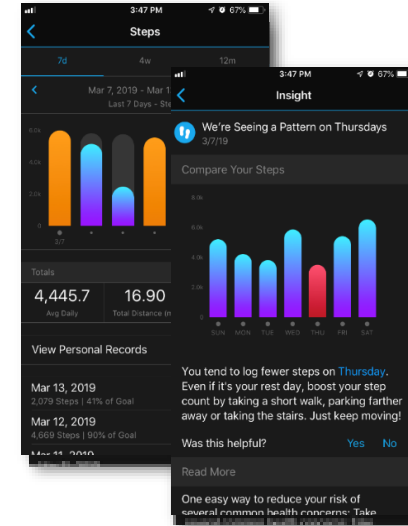 3:47 PM
67%
Steps
7d
4w
12m
Mar 7, 2019 - Mar 1
Last 7 Days - Ste
6.0k
4.0k
2.0k
0
3/7
Totals
4,445.7
16.90
Avg Daily
Total Distance (m
View Personal Records
Mar 13, 2019
2,079 Steps | 41% of Goal
Mar 12, 2019
4,669 Steps | 90% of Goal
Mar 11, 2019
3:47 PM
67%
Insight
We're Seeing a Pattern on Thursdays
3/7/19
Compare Your Steps
8.0k
6.0k
4.0k
2.0k
0
SUN MON TUE WED THU FRI SAT
You tend to log fewer steps on Thursday.
Even if it's your rest day, boost your step
count by taking a short walk, parking farther
away or taking the stairs. Just keep moving!
Was this helpful? Yes No
Read More
One easy way to reduce your risk of
several common health concerns: Take